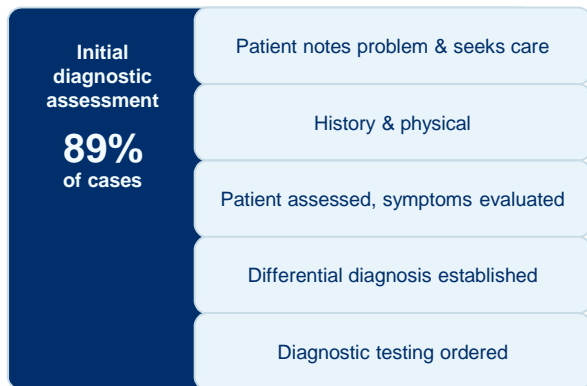 Initial
diagnostic
assessment
89%
of cases
Patient notes problem & seeks care
History & physical
Patient assessed, symptoms evaluated
Differential diagnosis established
Diagnostic testing ordered